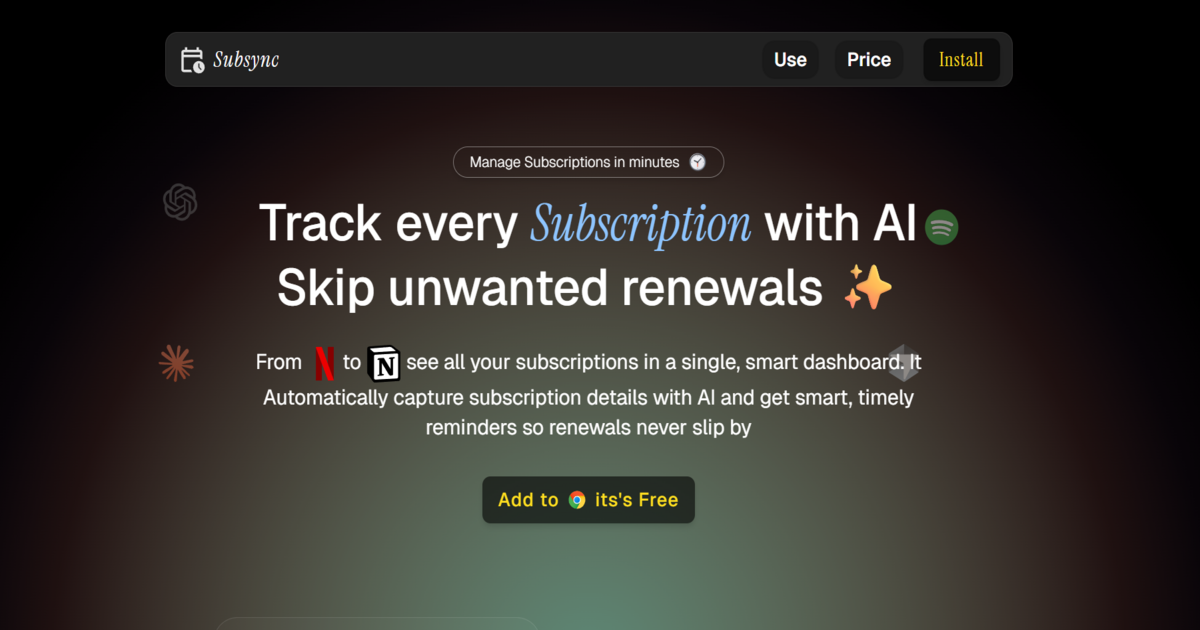 Subsync
Use
Price
Install
Manage Subscriptions in minutes
Track every Subscription with AI
Skip unwanted renewals
From N to N see all your subscriptions in a single, smart dashboard. It
Automatically capture subscription details with AI and get smart, timely
reminders so renewals never slip by
Add to its's Free